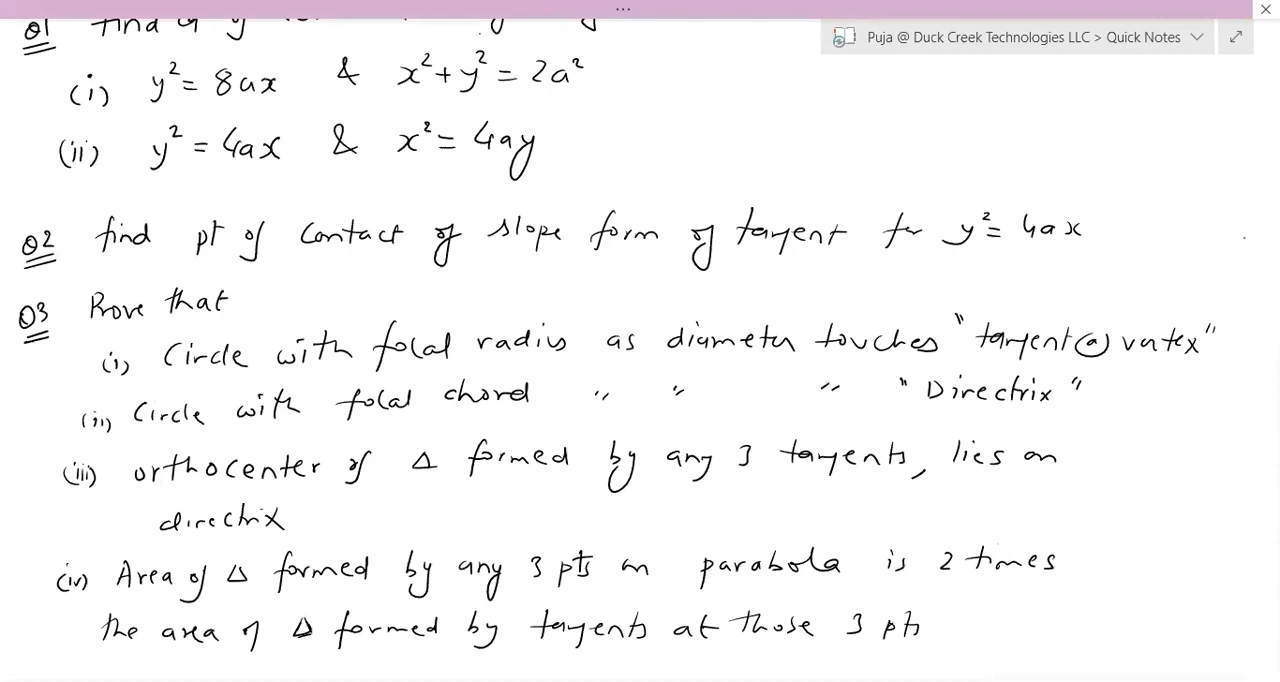 ...
Puja @ Duck Creek Technologies LLC > Quick Notes
Q1 find
(i) y² = 8ax & x² + y² = 2a²
(ii) y² = 4ax & x² = 4ay
Q2 find pt of contact of slope form of tangent for y² = 4ax
Q3 Prove that
(i) Circle with focal radius as diameter touches "tangent @ vertex"
(ii) Circle with focal chord " " " "Directrix"
(iii) orthocenter of Δ formed by any 3 tangents, lies on
directrix
(iv) Area of Δ formed by any 3 pts on parabola is 2 times
the area of Δ formed by tangents at those 3 pts